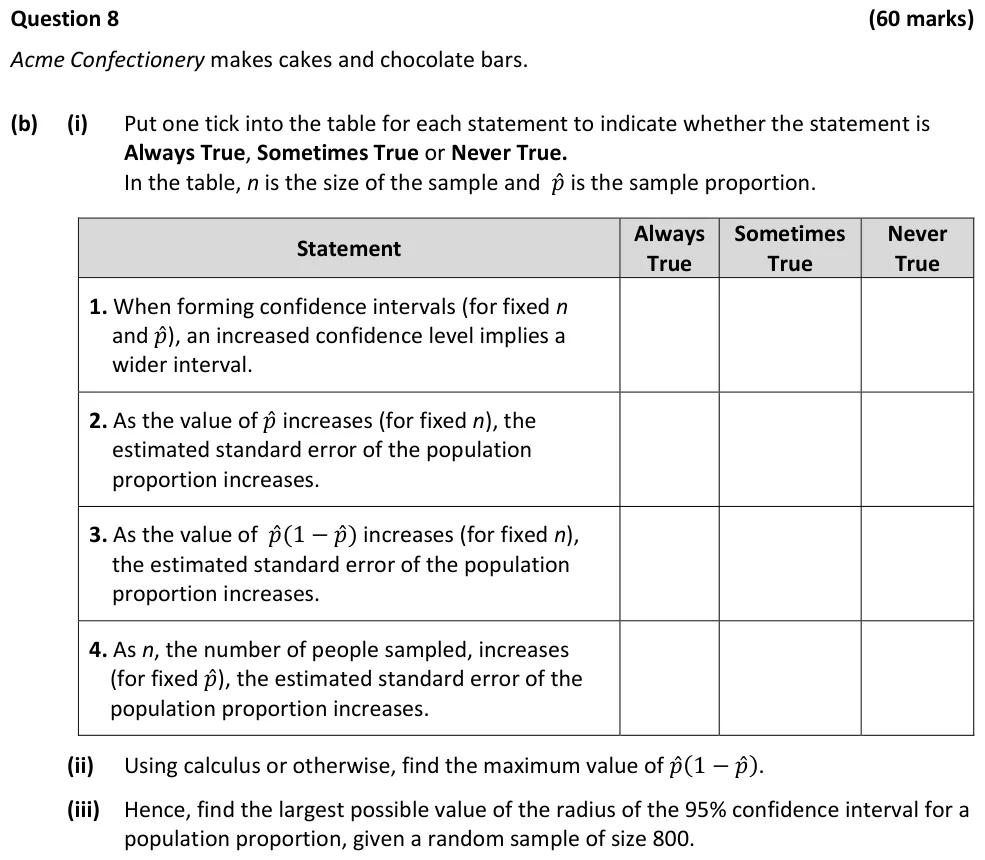 Question 8 (60 marks)
Acme Confectionery makes cakes and chocolate bars.
(b) (i) Put one tick into the table for each statement to indicate whether the statement is
Always True, Sometimes True or Never True.
In the table, n is the size of the sample and p̂ is the sample proportion.
Statement Always True Sometimes True Never True
1. When forming confidence intervals (for fixed n
and p̂), an increased confidence level implies a
wider interval.
2. As the value of p̂ increases (for fixed n), the
estimated standard error of the population
proportion increases.
3. As the value of p̂(1 − p̂) increases (for fixed n),
the estimated standard error of the population
proportion increases.
4. As n, the number of people sampled, increases
(for fixed p̂), the estimated standard error of the
population proportion increases.
(ii) Using calculus or otherwise, find the maximum value of p̂(1 − p̂).
(iii) Hence, find the largest possible value of the radius of the 95% confidence interval for a
population proportion, given a random sample of size 800.